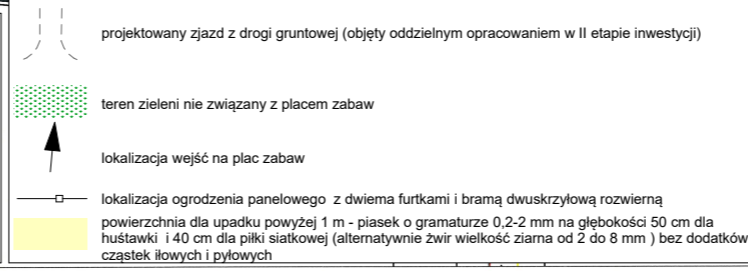 projektowany zjazd z drogi gruntowej (objęty oddzielnym opracowaniem w II etapie inwestycji)
teren zieleni nie związany z placem zabaw
lokalizacja wejść na plac zabaw
lokalizacja ogrodzenia panelowego z dwiema furtkami i bramą dwuskrzyłową rozwierną
powierzchnia dla upadku powyżej 1 m - piasek o gramaturze 0,2-2 mm na głębokości 50 cm dla
huśtawki i 40 cm dla piłki siatkowej (alternatywnie żwir wielkość ziarna od 2 do 8 mm ) bez dodatków
cząstek iłowych i pyłowych